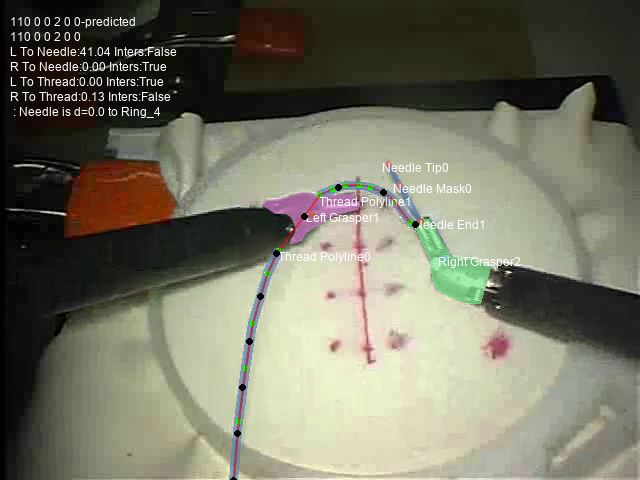 110 0 0 2 0 0-predicted
110 0 0 2 0 0
L To Needle:41.04 Inters:False
R To Needle:0.00 Inters:True
L To Thread:0.00 Inters:True
R To Thread:0.13 Inters:False
: Needle is d=0.0 to Ring_4
Needle Tip0
Needle Mask0
Thread Polyline1
Left Grasper1
Needle End1
Thread Polyline0
Right Grasper2